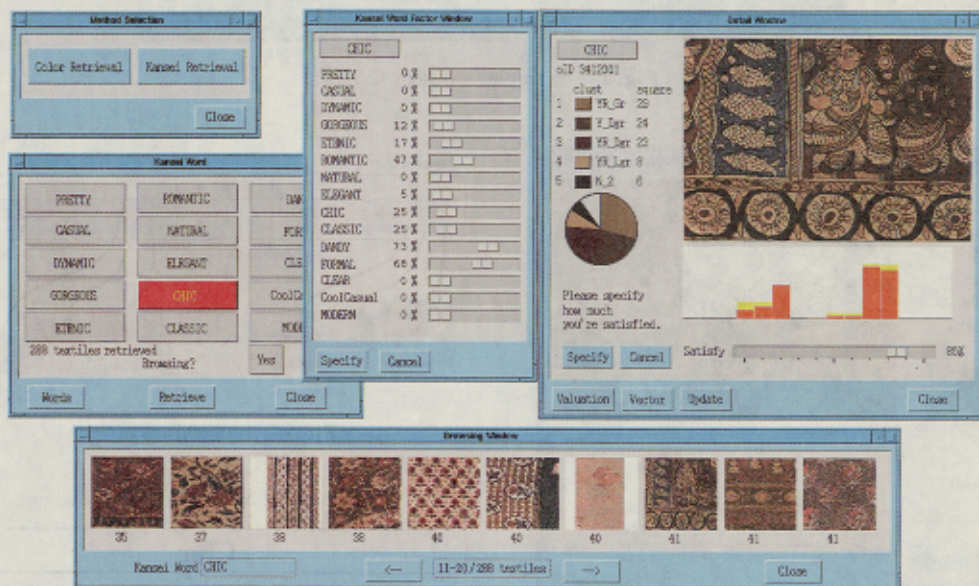 Method Selection
Color Retrieval
Kansei Retrieval
Close
Kansei Word
PRETTY
ROMANTIC
CASUAL
NATURAL
DYNAMIC
ELEGANT
GORGEOUS
CHIC
CoolCa
ETHNIC
CLASSIC
288 textiles retrieved
Browsing?
Yes
Words
Retrieve
Close
Kansei Word Factor Window
CHIC
PRETTY 0 %
CASUAL 0 %
DYNAMIC 0 %
GORGEOUS 12 %
ETHNIC 17 %
ROMANTIC 47 %
NATURAL 0 %
ELEGANT 5 %
CHIC 25 %
CLASSIC 25 %
DANDY 73 %
FORMAL 68 %
CLEAR 0 %
CoolCasual 0 %
MODERN 0 %
Specify
Cancel
Detail Window
CHIC
clust square
1 YR_Gr 29
2 Y_Dgr 24
3 YR_Dgr 23
4 YR_Lgr 8
5 N_2 6
Please specify
how much
you're satisfied.
Specify
Cancel
Satisfy
85%
Valuation
Vector
Update
Close
Browsing Window
35 37 38 38 40 40 40 41 41 41
Kansei Word CHIC
<--
11-20/288 textiles
-->
Close